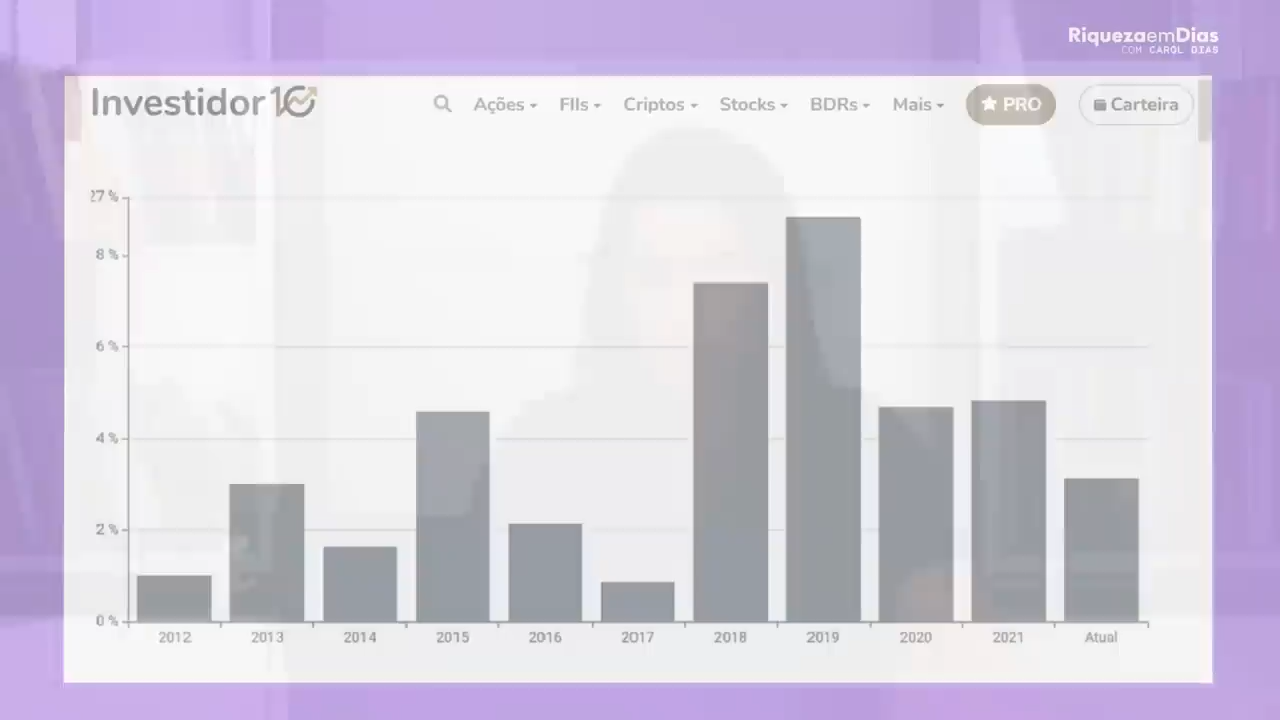 RiquezaemDias
COM CAROL DIAS
Investidor10
Ações FIIs Criptos Stocks BDRs Mais PRO Carteira
27 %
8 %
6 %
4 %
2 %
0 %
2012 2013 2014 2015 2016 2017 2018 2019 2020 2021 Atual